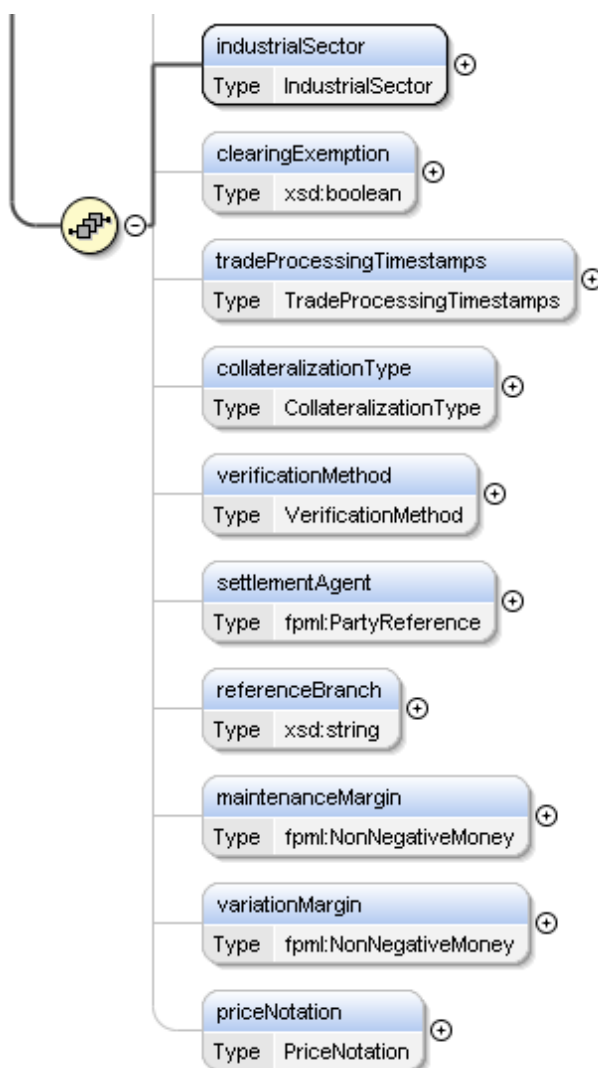 industrialSector
Type IndustrialSector
clearingExemption
Type xsd:boolean
tradeProcessingTimestamps
Type TradeProcessingTimestamps
collateralizationType
Type CollateralizationType
verificationMethod
Type VerificationMethod
settlementAgent
Type fpml:PartyReference
referenceBranch
Type xsd:string
maintenanceMargin
Type fpml:NonNegativeMoney
variationMargin
Type fpml:NonNegativeMoney
priceNotation
Type PriceNotation